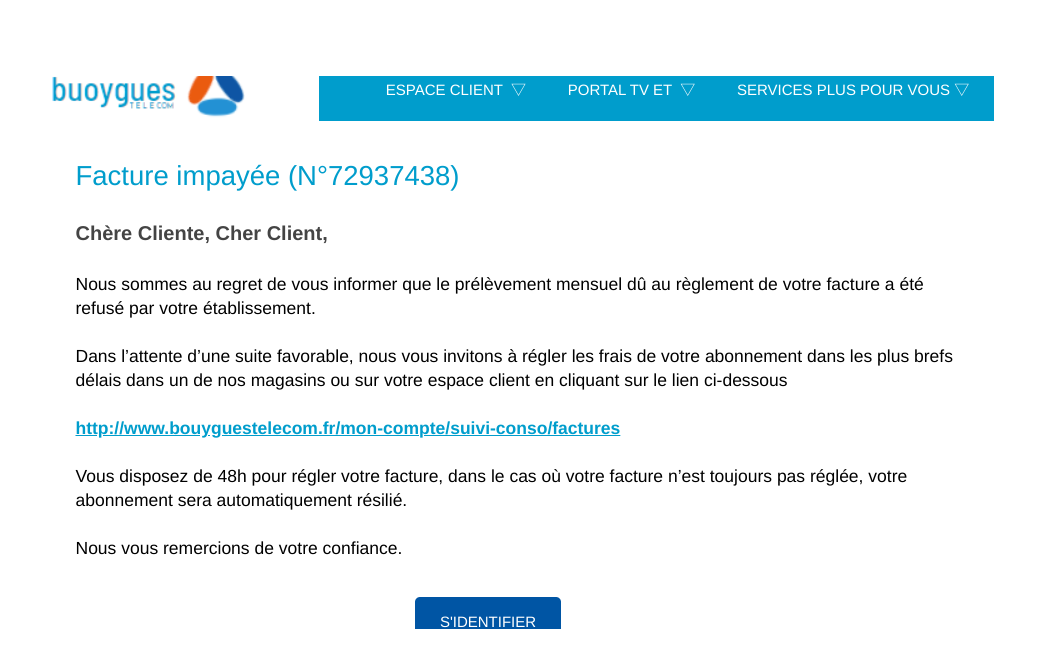 buoygues
TELECOM
ESPACE CLIENT ▽ PORTAL TV ET ▽ SERVICES PLUS POUR VOUS ▽
Facture impayée (N°72937438)
Chère Cliente, Cher Client,
Nous sommes au regret de vous informer que le prélèvement mensuel dû au règlement de votre facture a été
refusé par votre établissement.
Dans l’attente d’une suite favorable, nous vous invitons à régler les frais de votre abonnement dans les plus brefs
délais dans un de nos magasins ou sur votre espace client en cliquant sur le lien ci-dessous
http://www.bouyguestelecom.fr/mon-compte/suivi-conso/factures
Vous disposez de 48h pour régler votre facture, dans le cas où votre facture n’est toujours pas réglée, votre
abonnement sera automatiquement résilié.
Nous vous remercions de votre confiance.
S'IDENTIFIER